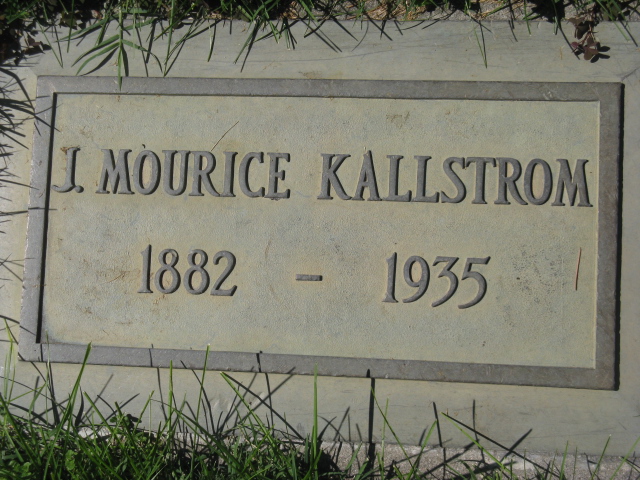 J. MOURICE KALLSTROM
1882 – 1935